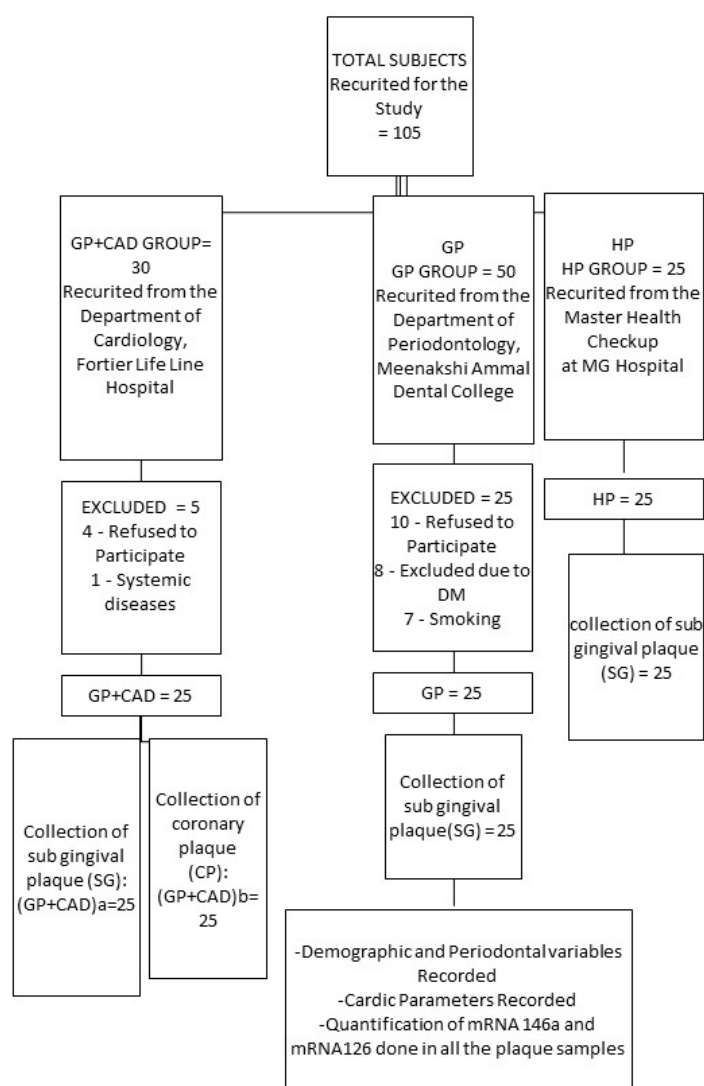 TOTAL SUBJECTS
Recurited for the
Study
= 105
GP+CAD GROUP=
30
Recurited from the
Department of
Cardiology,
Fortier Life Line
Hospital
GP
GP GROUP = 50
Recurited from the
Department of
Periodontology,
Meenakshi Ammal
Dental College
HP
HP GROUP = 25
Recurited from the
Master Health
Checkup
at MG Hospital
EXCLUDED = 5
4 - Refused to
Participate
1 - Systemic
diseases
EXCLUDED = 25
10 - Refused to
Participate
8 - Excluded due to
DM
7 - Smoking
HP = 25
collection of sub
gingival plaque
(SG) = 25
GP+CAD = 25
GP = 25
Collection of
sub gingival
plaque (SG):
(GP+CAD)a=25
Collection of
coronary
plaque
(CP):
(GP+CAD)b=
25
Collection of
sub gingival
plaque(SG) = 25
-Demographic and Periodontal variables
Recorded
-Cardic Parameters Recorded
-Quantification of mRNA 146a and
mRNA126 done in all the plaque samples